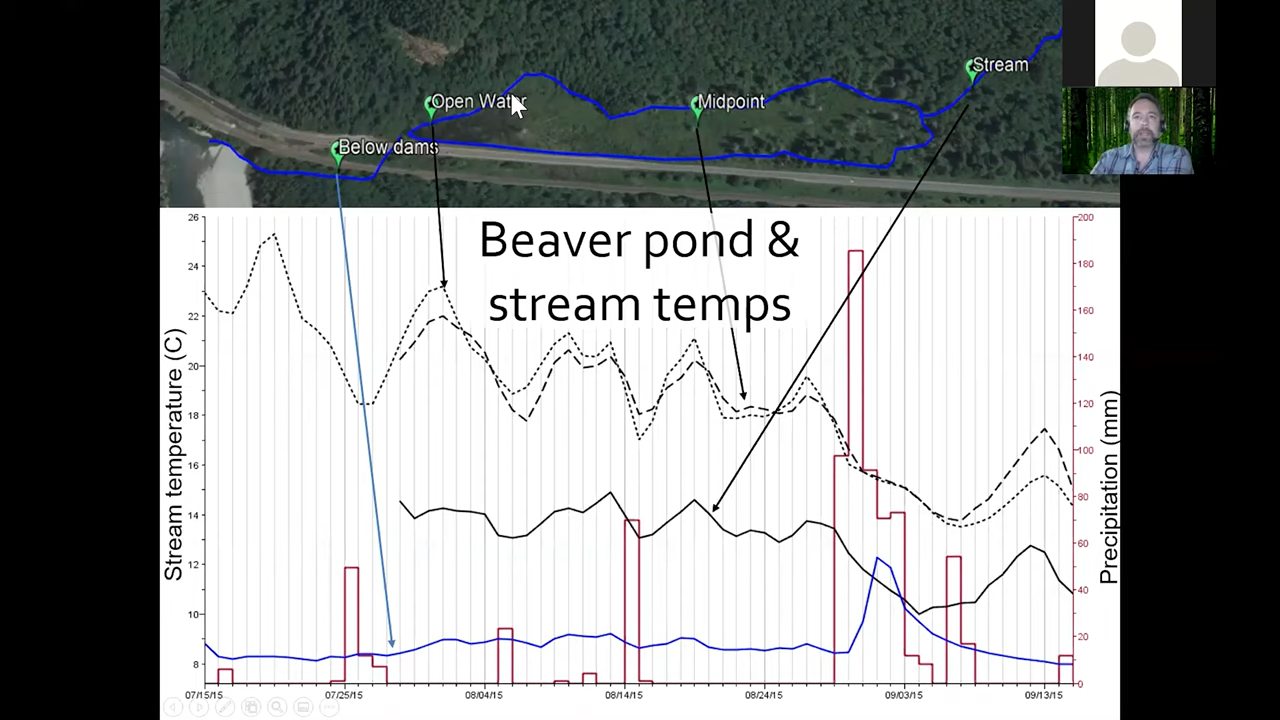 Stream
Open Water
Midpoint
Below dams
Beaver pond &
stream temps
Stream temperature (C)
26
24
22
20
18
16
14
12
10
8
200
180
160
140
120
100
80
60
40
20
0
Precipitation (mm)
07/15/15 07/25/15 08/04/15 08/14/15 08/24/15 09/03/15 09/13/15